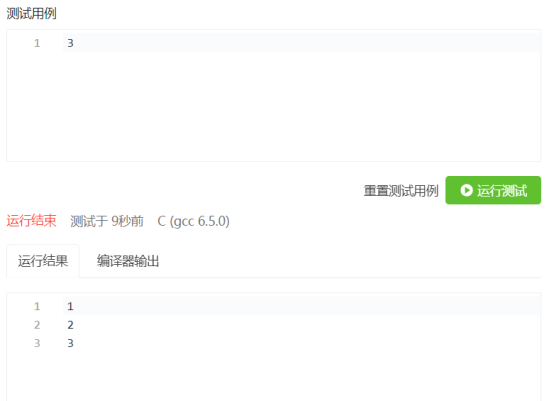 测试用例
1 3
重置测试用例 运行测试
运行结束 测试于 9秒前 C (gcc 6.5.0)
运行结果 编译器输出
1 1
2 2
3 3